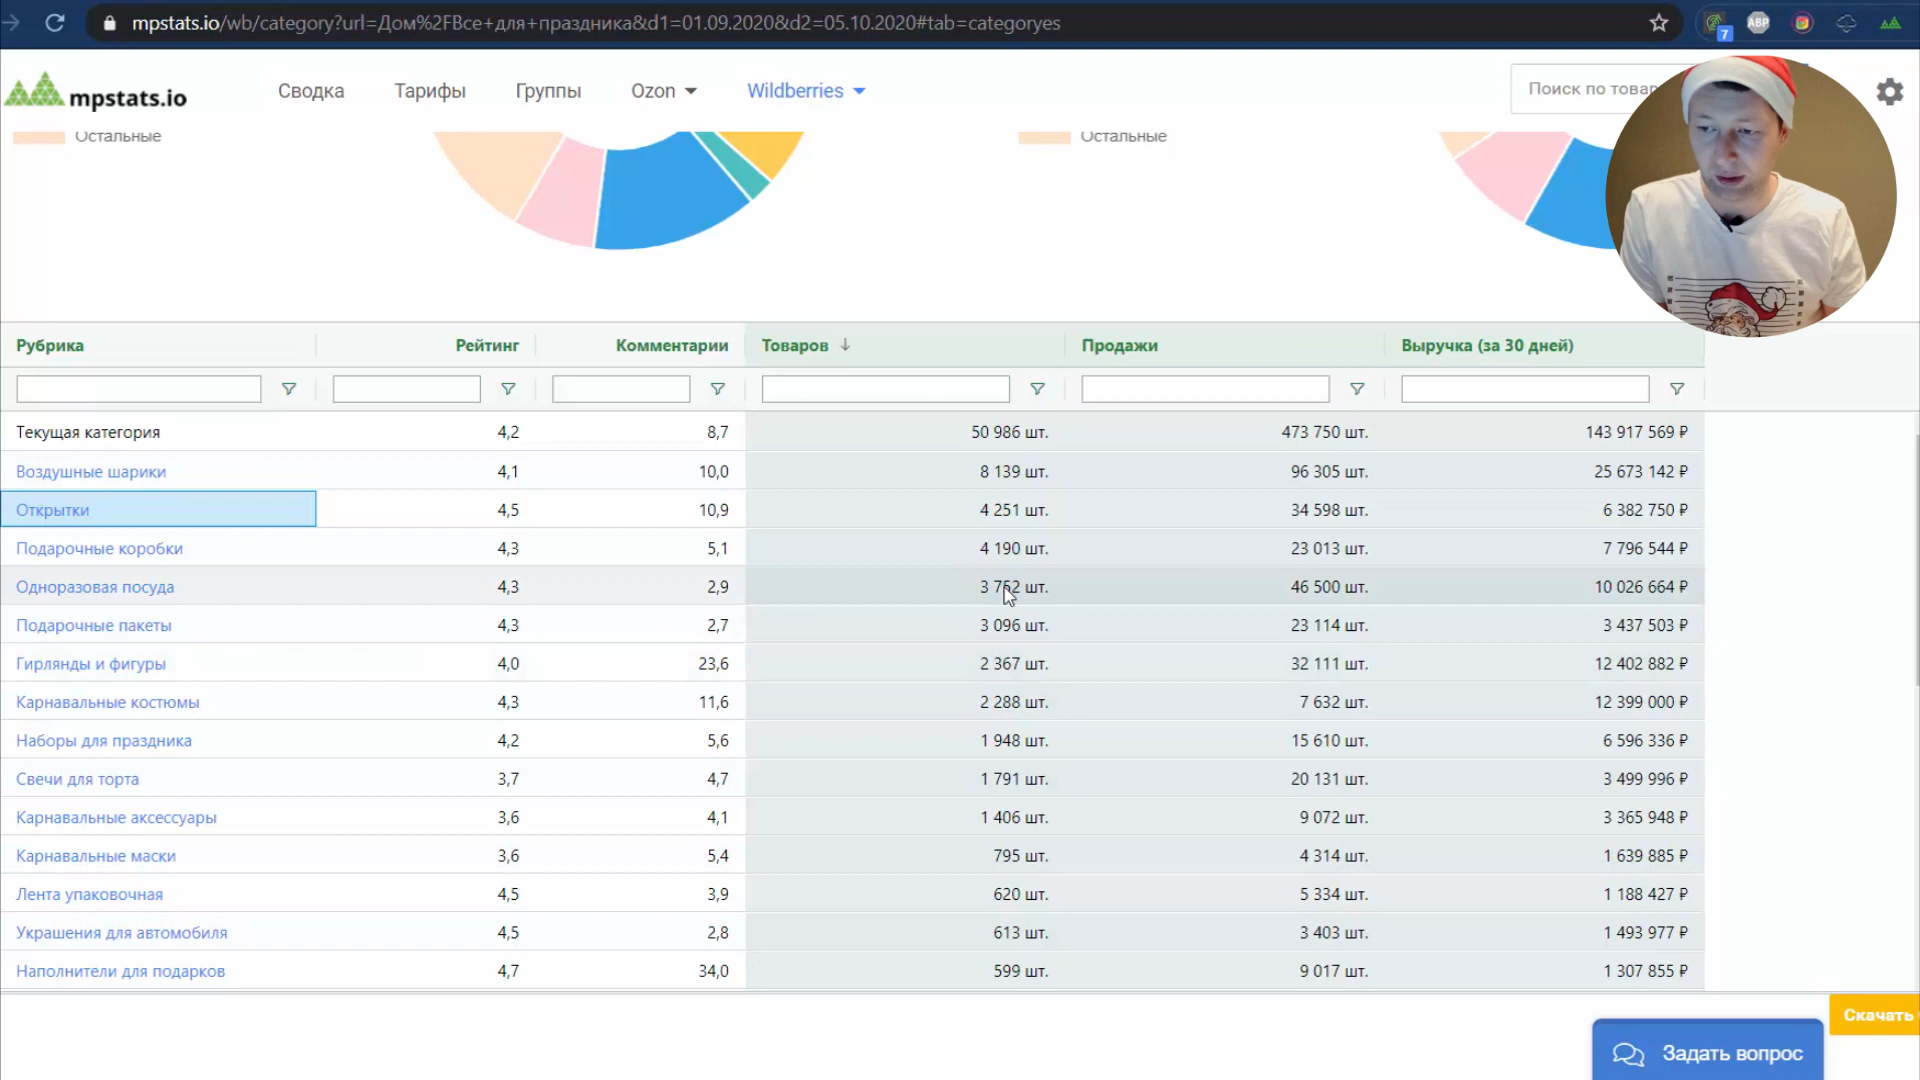 mpstats.io/wb/category?url=Дом%2FВсе+для+праздника&d1=01.09.2020&d2=05.10.2020#tab=categoryes
7
ABP
mpstats.io
Сводка
Тарифы
Группы
Ozon
Wildberries
Поиск по товар
Остальные
Остальные
Рубрика Рейтинг Комментарии Товаров Продажи Выручка (за 30 дней)
Текущая категория 4,2 8,7 50 986 шт. 473 750 шт. 143 917 569 ₽
Воздушные шарики 4,1 10,0 8 139 шт. 96 305 шт. 25 673 142 ₽
Открытки 4,5 10,9 4 251 шт. 34 598 шт. 6 382 750 ₽
Подарочные коробки 4,3 5,1 4 190 шт. 23 013 шт. 7 796 544 ₽
Одноразовая посуда 4,3 2,9 3 752 шт. 46 500 шт. 10 026 664 ₽
Подарочные пакеты 4,3 2,7 3 096 шт. 23 114 шт. 3 437 503 ₽
Гирлянды и фигуры 4,0 23,6 2 367 шт. 32 111 шт. 12 402 882 ₽
Карнавальные костюмы 4,3 11,6 2 288 шт. 7 632 шт. 12 399 000 ₽
Наборы для праздника 4,2 5,6 1 948 шт. 15 610 шт. 6 596 336 ₽
Свечи для торта 3,7 4,7 1 791 шт. 20 131 шт. 3 499 996 ₽
Карнавальные аксессуары 3,6 4,1 1 406 шт. 9 072 шт. 3 365 948 ₽
Карнавальные маски 3,6 5,4 795 шт. 4 314 шт. 1 639 885 ₽
Лента упаковочная 4,5 3,9 620 шт. 5 334 шт. 1 188 427 ₽
Украшения для автомобиля 4,5 2,8 613 шт. 3 403 шт. 1 493 977 ₽
Наполнители для подарков 4,7 34,0 599 шт. 9 017 шт. 1 307 855 ₽
Скачать
Задать вопрос